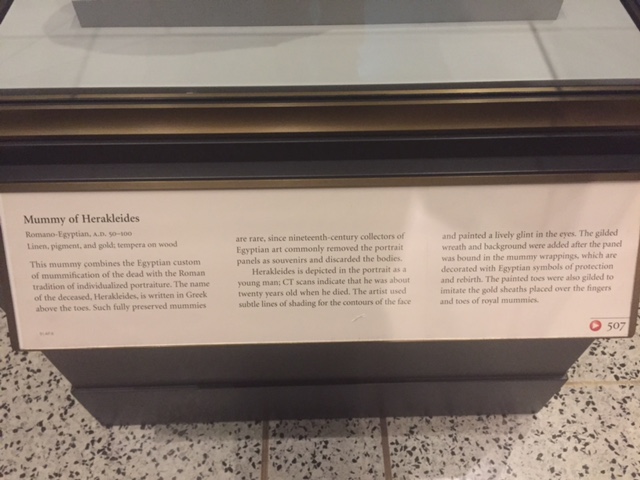 Mummy of Herakleides
Romano-Egyptian, A.D. 50–100
Linen, pigment, and gold; tempera on wood
This mummy combines the Egyptian custom
of mummification of the dead with the Roman
tradition of individualized portraiture. The name
of the deceased, Herakleides, is written in Greek
above the toes. Such fully preserved mummies
are rare, since nineteenth-century collectors of
Egyptian art commonly removed the portrait
panels as souvenirs and discarded the bodies.
Herakleides is depicted in the portrait as a
young man; CT scans indicate that he was about
twenty years old when he died. The artist used
subtle lines of shading for the contours of the face
and painted a lively glint in the eyes. The gilded
wreath and background were added after the panel
was bound in the mummy wrappings, which are
decorated with Egyptian symbols of protection
and rebirth. The painted toes were also gilded to
imitate the gold sheaths placed over the fingers
and toes of royal mummies.
507